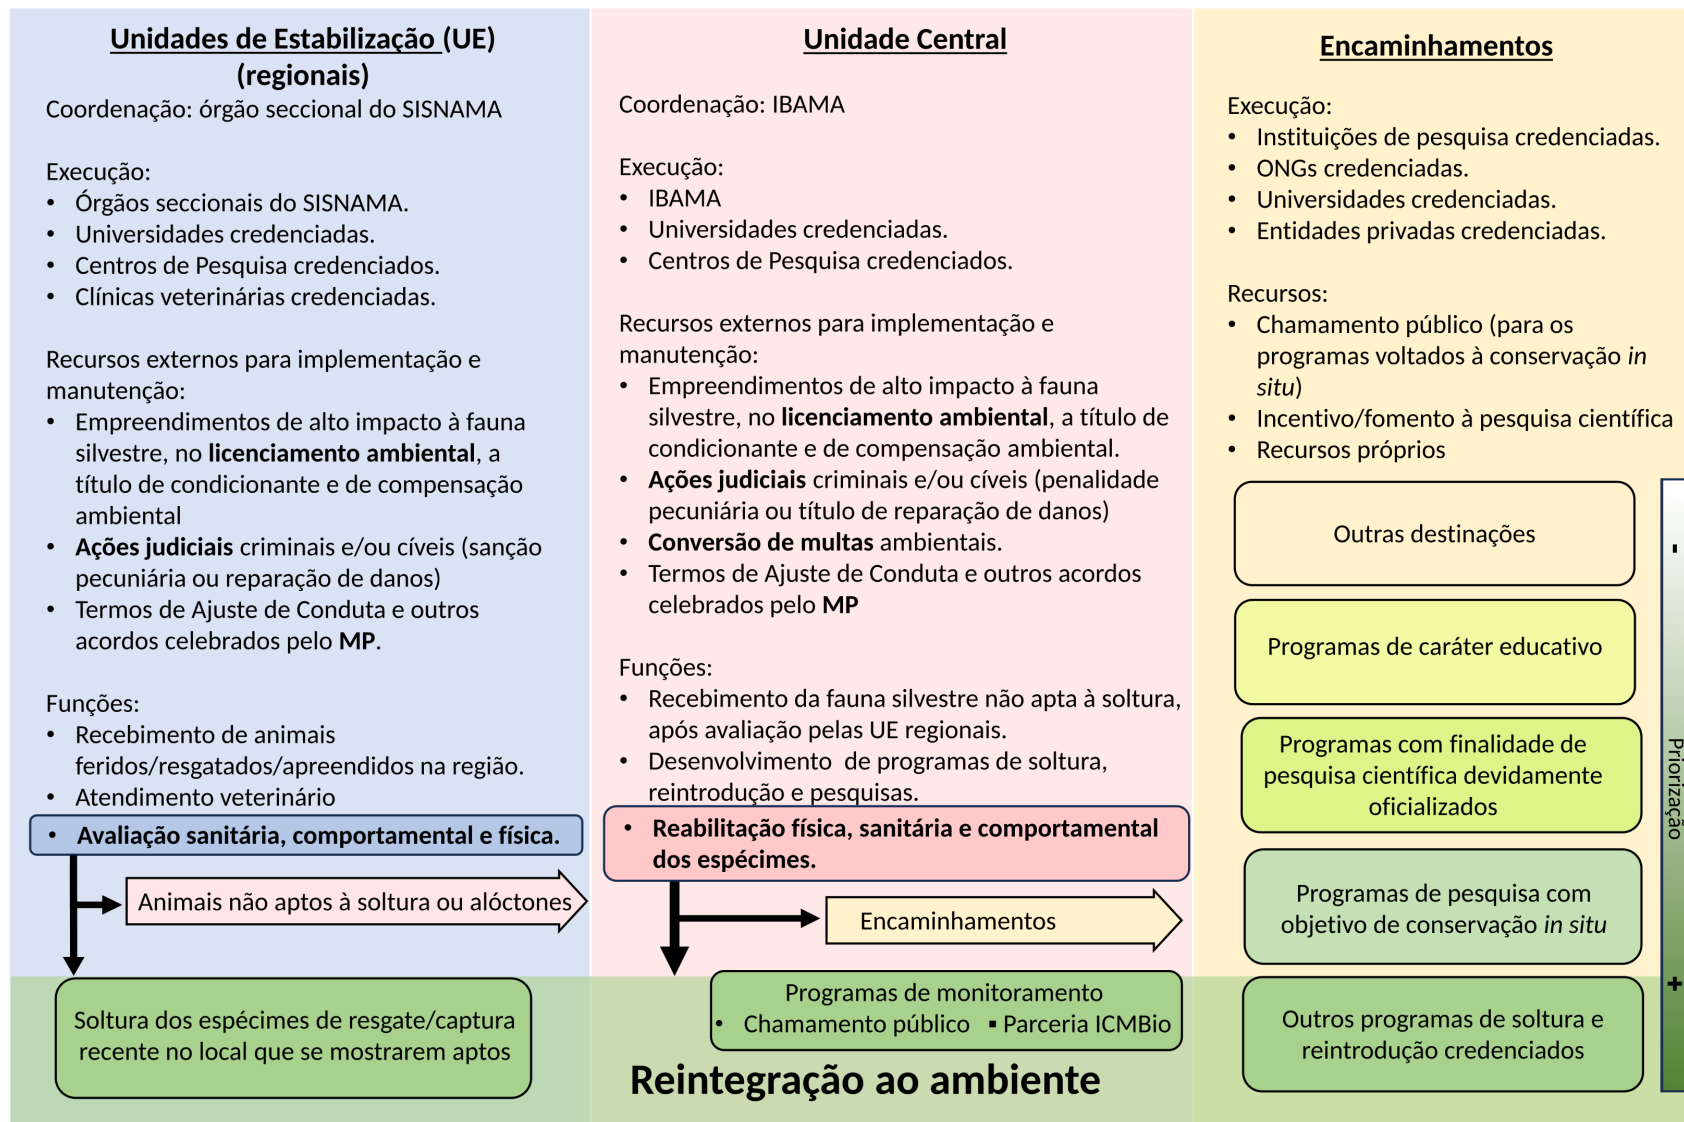 Unidades de Estabilização (UE)
(regionais)
Coordenação: órgão seccional do SISNAMA
Execução:
• Órgãos seccionais do SISNAMA.
• Universidades credenciadas.
• Centros de Pesquisa credenciados.
• Clínicas veterinárias credenciadas.
Recursos externos para implementação e
manutenção:
• Empreendimentos de alto impacto à fauna
silvestre, no licenciamento ambiental, a
título de condicionante e de compensação
ambiental
• Ações judiciais criminais e/ou cíveis (sanção
pecuniária ou reparação de danos)
• Termos de Ajuste de Conduta e outros
acordos celebrados pelo MP.
Funções:
• Recebimento de animais
feridos/resgatados/apreendidos na região.
• Atendimento veterinário
• Avaliação sanitária, comportamental e física.
Animais não aptos à soltura ou alóctones
Soltura dos espécimes de resgate/captura
recente no local que se mostrarem aptos
Unidade Central
Coordenação: IBAMA
Execução:
• IBAMA
• Universidades credenciadas.
• Centros de Pesquisa credenciados.
Recursos externos para implementação e
manutenção:
• Empreendimentos de alto impacto à fauna
silvestre, no licenciamento ambiental, a título de
condicionante e de compensação ambiental.
• Ações judiciais criminais e/ou cíveis (penalidade
pecuniária ou título de reparação de danos)
• Conversão de multas ambientais.
• Termos de Ajuste de Conduta e outros acordos
celebrados pelo MP
Funções:
• Recebimento da fauna silvestre não apta à soltura,
após avaliação pelas UE regionais.
• Desenvolvimento  de programas de soltura,
reintrodução e pesquisas.
• Reabilitação física, sanitária e comportamental
dos espécimes.
Encaminhamentos
Programas de monitoramento
• Chamamento público ▪ Parceria ICMBio
Reintegração ao ambiente
Encaminhamentos
Execução:
• Instituições de pesquisa credenciadas.
• ONGs credenciadas.
• Universidades credenciadas.
• Entidades privadas credenciadas.
Recursos:
• Chamamento público (para os
programas voltados à conservação in
situ)
• Incentivo/fomento à pesquisa científica
• Recursos próprios
Outras destinações
Programas de caráter educativo
Programas com finalidade de
pesquisa científica devidamente
oficializados
Programas de pesquisa com
objetivo de conservação in situ
Outros programas de soltura e
reintrodução credenciados
-
Priorização
+